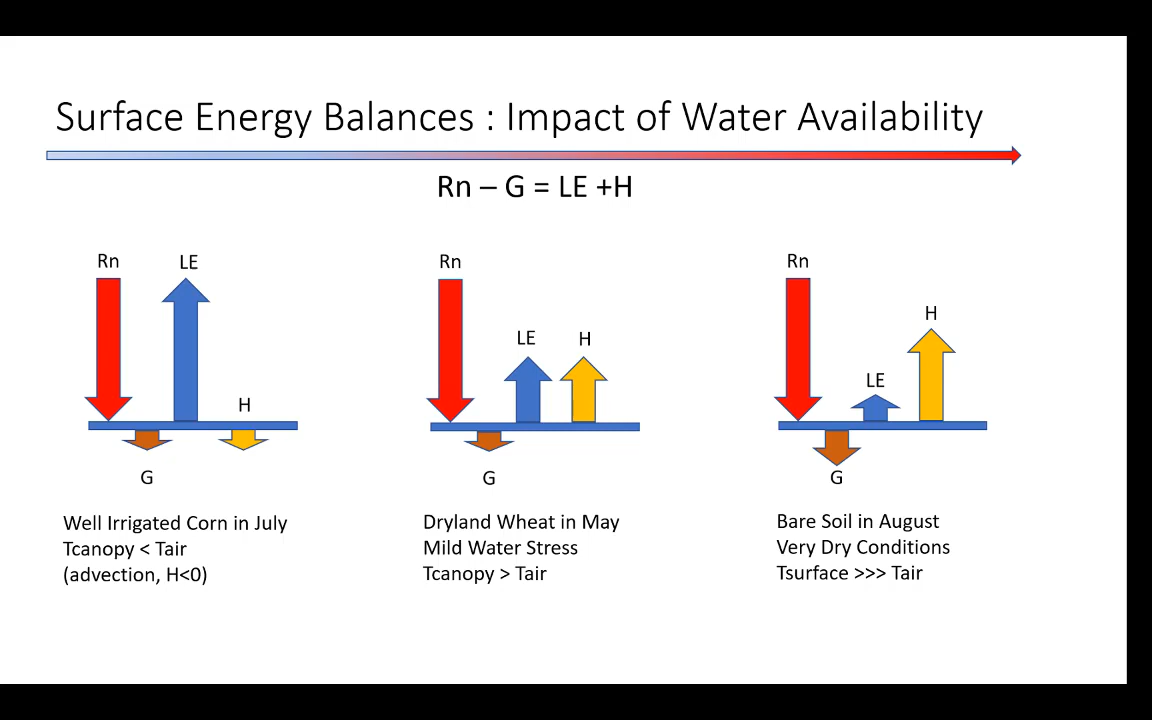 Surface Energy Balances : Impact of Water Availability
Rn – G = LE +H
Rn
LE
H
G
Well Irrigated Corn in July
Tcanopy < Tair
(advection, H<0)
Rn
LE
H
G
Dryland Wheat in May
Mild Water Stress
Tcanopy > Tair
Rn
LE
H
G
Bare Soil in August
Very Dry Conditions
Tsurface >>> Tair